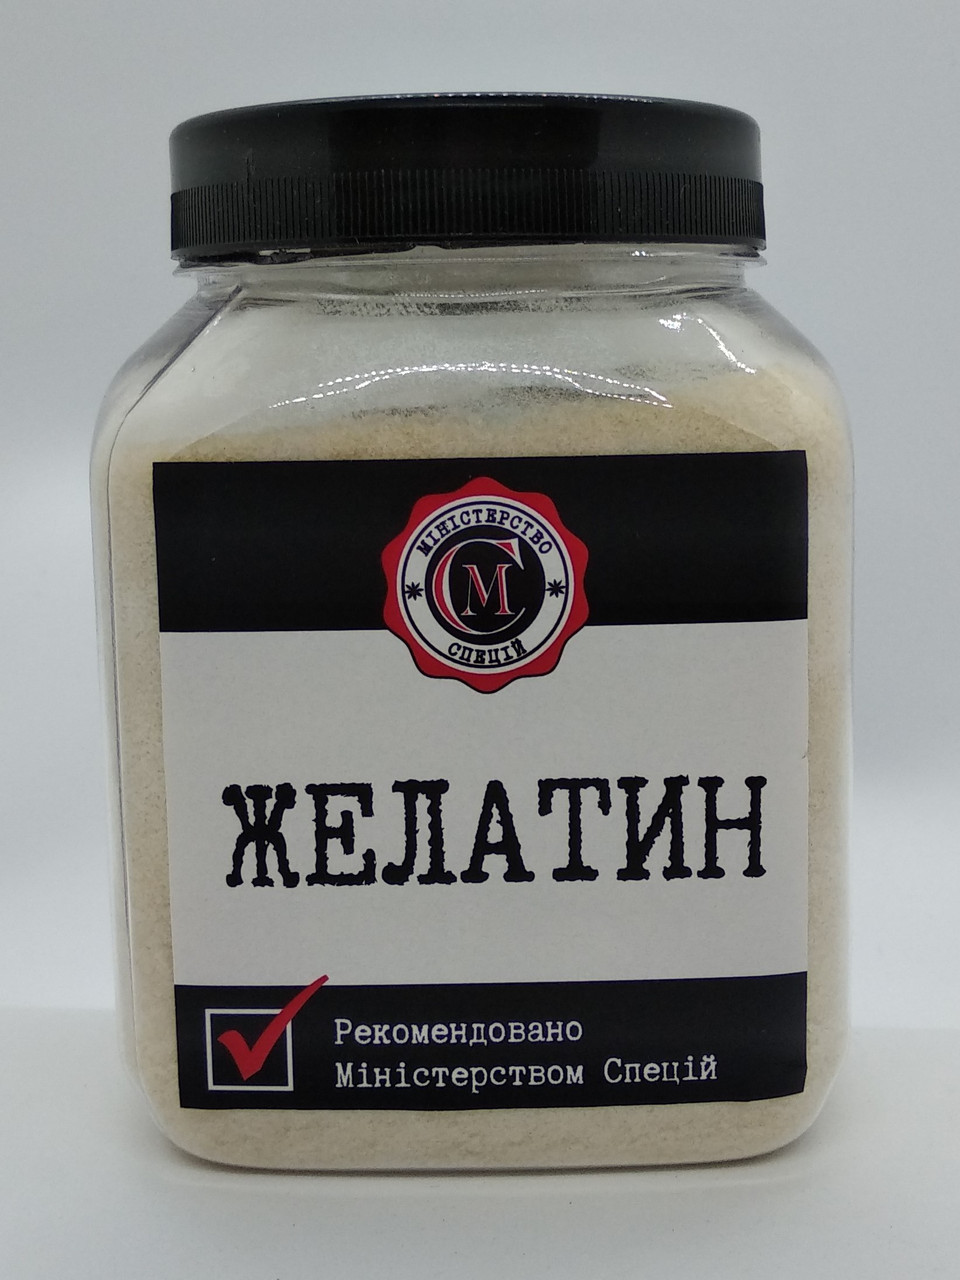 МІНІСТЕРСТВО
СМ
СПЕЦІЙ
ЖЕЛАТИН
Рекомендовано
Міністерством Спецій